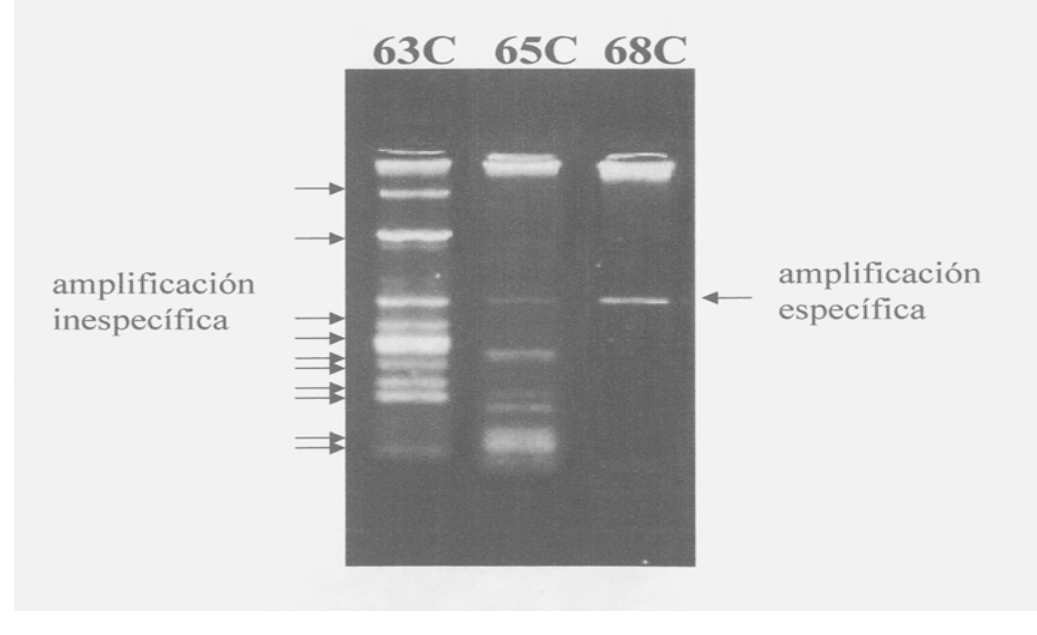 63C 65C 68C
amplificación
inespecífica
amplificación
específica